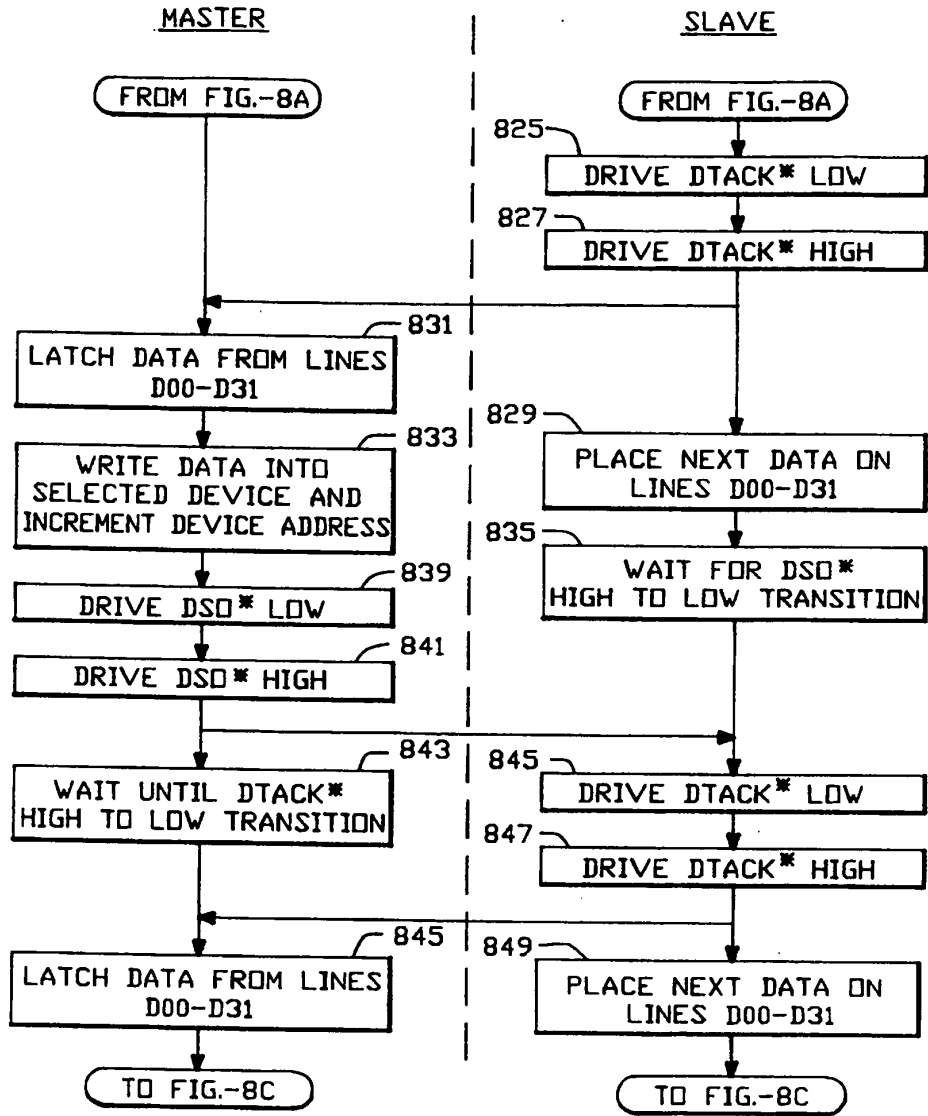 MASTER
SLAVE
FROM FIG.-8A
FROM FIG.-8A
825
DRIVE DTACK* LOW
827
DRIVE DTACK* HIGH
831
LATCH DATA FROM LINES
D00-D31
829
PLACE NEXT DATA ON
LINES D00-D31
833
WRITE DATA INTO
SELECTED DEVICE AND
INCREMENT DEVICE ADDRESS
835
WAIT FOR DSO*
HIGH TO LOW TRANSITION
839
DRIVE DSO* LOW
841
DRIVE DSO* HIGH
843
WAIT UNTIL DTACK*
HIGH TO LOW TRANSITION
845
DRIVE DTACK* LOW
847
DRIVE DTACK* HIGH
845
LATCH DATA FROM LINES
D00-D31
849
PLACE NEXT DATA ON
LINES D00-D31
TO FIG.-8C
TO FIG.-8C